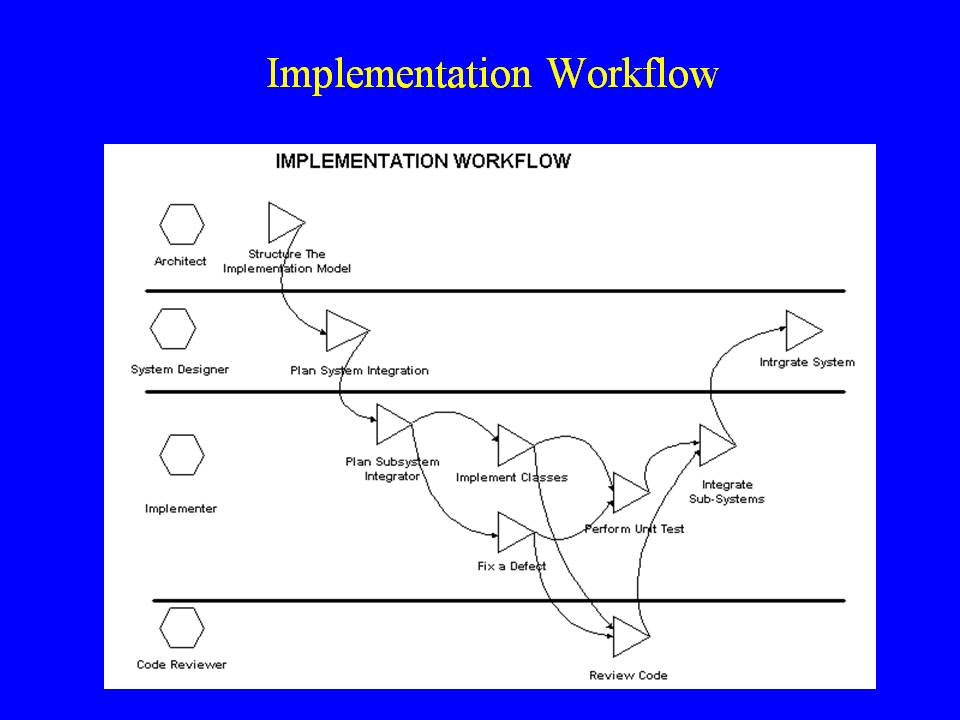 Implementation Workflow
IMPLEMENTATION WORKFLOW
Architect
Structure The
Implementation Model
System Designer
Plan System Integration
Intrgrate System
Plan Subsystem
Integrator
Implement Classes
Integrate
Sub-Systems
Implementer
Perform Unit Test
Fix a Defect
Code Reviewer
Review Code